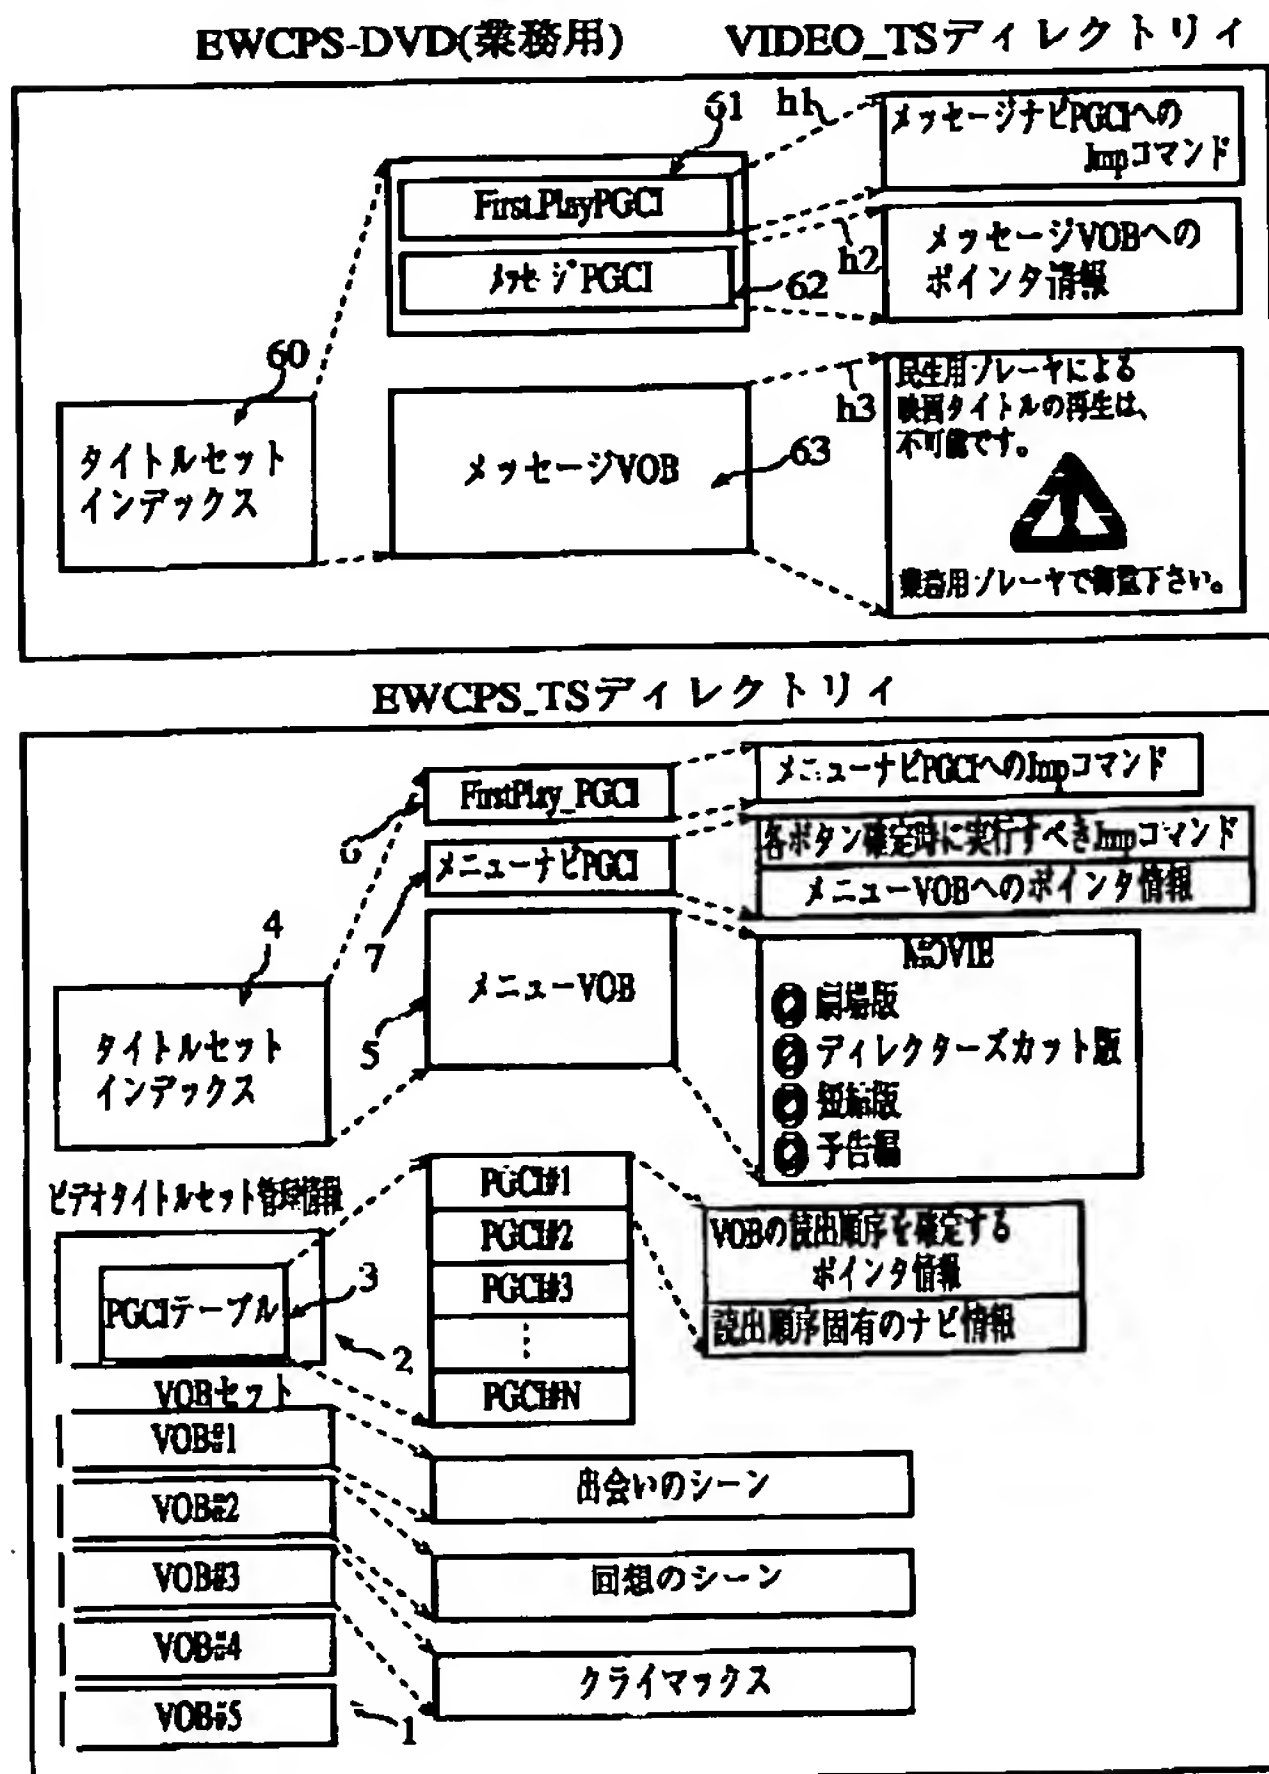 EWCPS-DVD(業務用) VIDEO_TSディレクトリィ
61
h1
メッセージナビPGCIへの
Jmpコマンド
First.PlayPGCI
メッセージPGCI
62
h2
メッセージVOBへの
ポインタ情報
60
タイトルセット
インデックス
メッセージVOB
63
h3
民生用プレーヤによる
映画タイトルの再生は、
不可能です。
業務用プレーヤで御覧下さい。
EWCPS_TSディレクトリィ
6
FirstPlay_PGCI
メニューナビPGCIへのJmpコマンド
7
メニューナビPGCI
各ボタン確定時に実行すべきJmpコマンド
メニューVOBへのポインタ情報
4
タイトルセット
インデックス
5
メニューVOB
MOVIE
劇場版
ディレクターズカット版
短縮版
予告編
ビデオタイトルセット管理情報
PGCIテーブル
3
2
PGCI#1
PGCI#2
PGCI#3
⋮
PGCI#N
VOBの読出順序を確定する
ポインタ情報
読出順序固有のナビ情報
VOBセット
VOB#1
VOB#2
VOB#3
VOB#4
VOB#5
1
出会いのシーン
回想のシーン
クライマックス